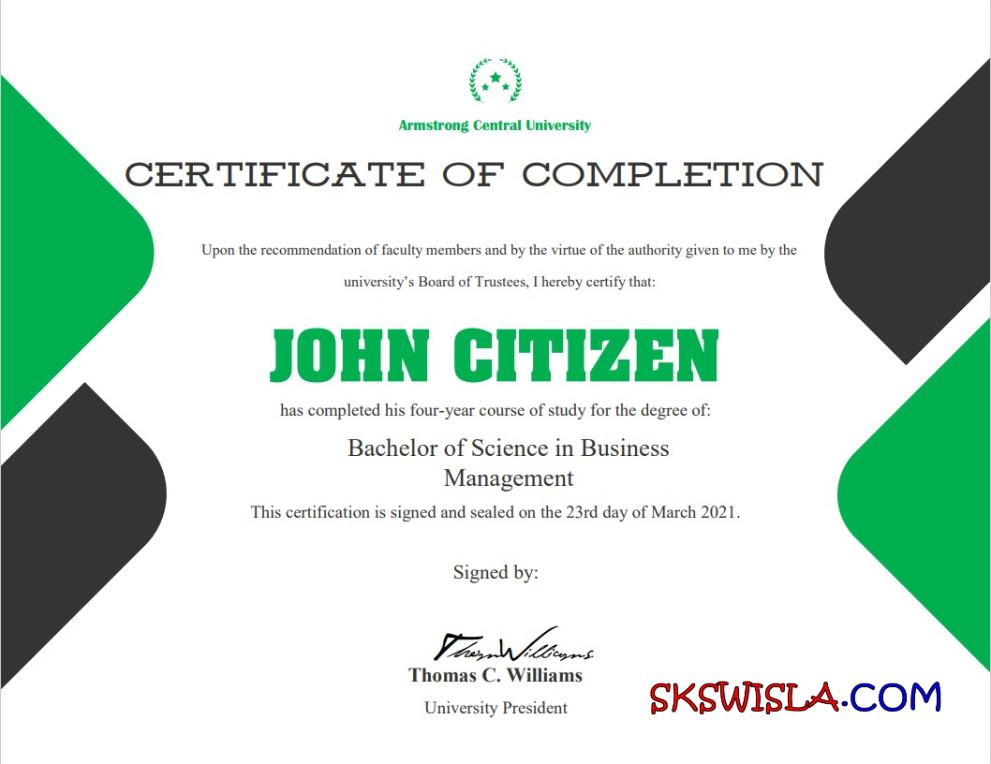 Armstrong Central University
CERTIFICATE OF COMPLETION
Upon the recommendation of faculty members and by the virtue of the authority given to me by the
university’s Board of Trustees, I hereby certify that:
JOHN CITIZEN
has completed his four-year course of study for the degree of:
Bachelor of Science in Business
Management
This certification is signed and sealed on the 23rd day of March 2021.
Signed by:
ThomWilliams
Thomas C. Williams
University President
SKSWISLA.COM